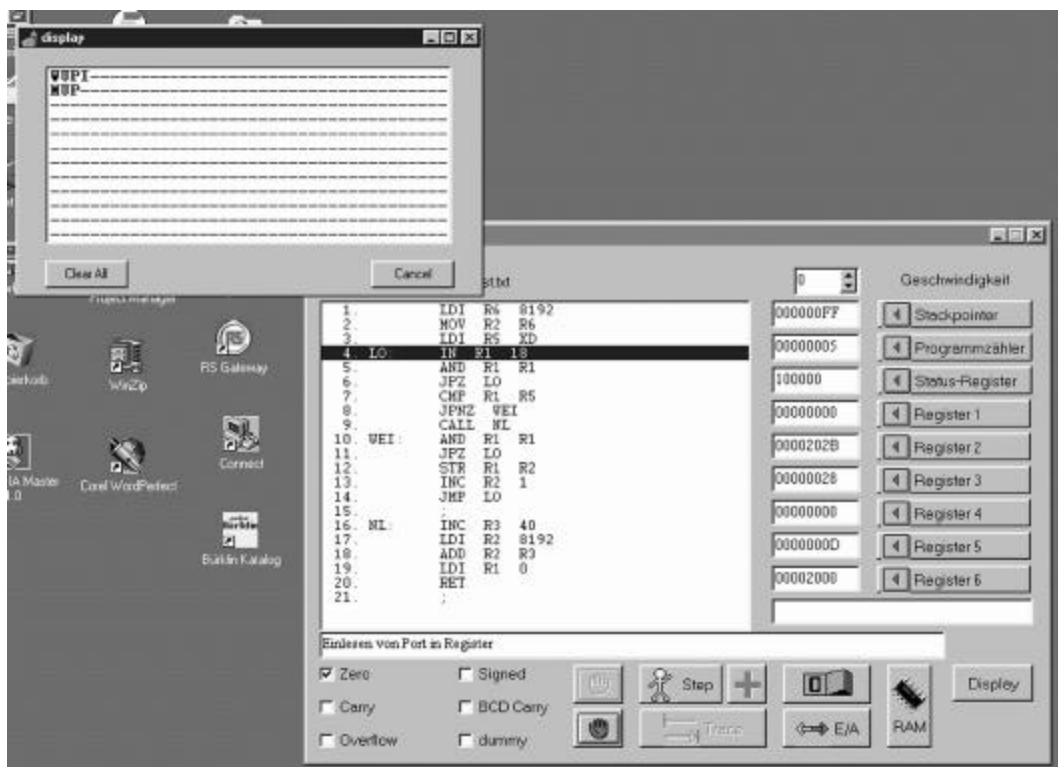 display
WUPI
WUP
Clear All
Cancel
st.txt
0
Geschwindigkeit
1. LDI R6 8192
2. MOV R2 R6
3. LDI R5 XD
4. LO: IN R1 18
5. AND R1 R1
6. JPZ LO
7. CMP R1 R5
8. JPNZ WEI
9. CALL NL
10. WEI: AND R1 R1
11. JPZ LO
12. STR R1 R2
13. INC R2 1
14. JMP LO
15. ;
16. NL: INC R3 40
17. LDI R2 8192
18. ADD R2 R3
19. LDI R1 0
20. RET
21. ;
000000FF Stackpointer
00000005 Programmzähler
100000 Status-Register
00000000 Register 1
0000202B Register 2
00000028 Register 3
00000000 Register 4
0000000D Register 5
00002000 Register 6
Einlesen von Port in Register
Zero
Signed
Carry
BCD Carry
Overflow
dummy
Step
Trace
E/A
RAM
Display
Project Manager
WinZip
RS Gateway
Corel WordPerfect
Connect
Bürklin
Bürklin Katalog